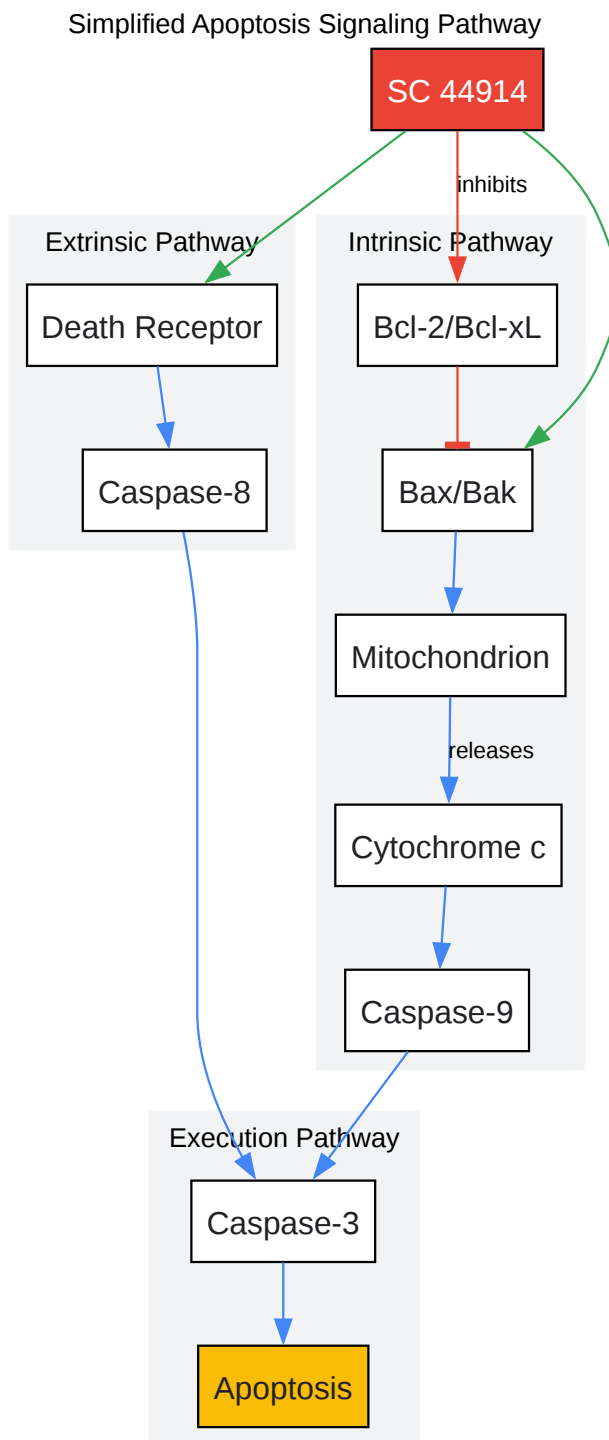 Simplified Apoptosis Signaling Pathway
SC 44914
inhibits
Extrinsic Pathway
Intrinsic Pathway
Death Receptor
Bcl-2/Bcl-xL
Caspase-8
Bax/Bak
Mitochondrion
releases
Cytochrome c
Caspase-9
Execution Pathway
Caspase-3
Apoptosis